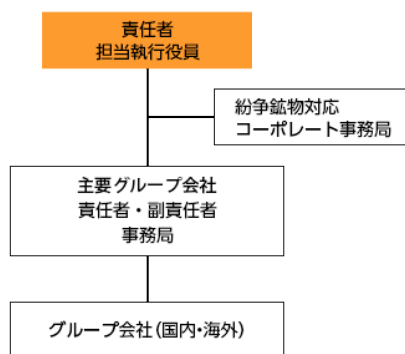 責任者
担当執行役員
紛争鉱物対応
コーポレート事務局
主要グループ会社
責任者・副責任者
事務局
グループ会社(国内・海外)